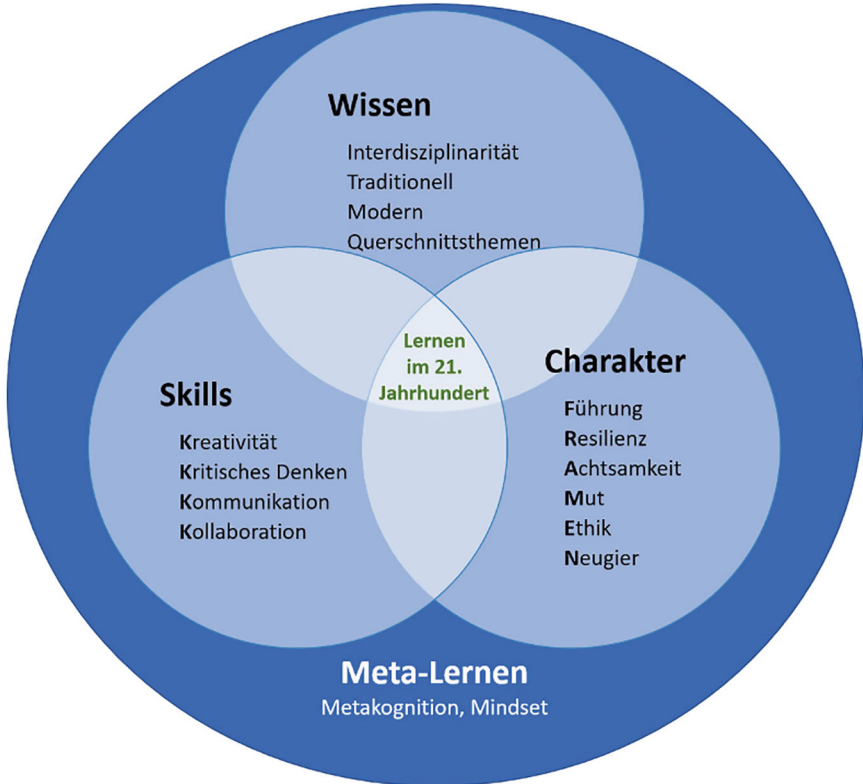 Wissen
Interdisziplinarität
Traditionell
Modern
Querschnittsthemen
Lernen
im 21.
Jahrhundert
Skills
Kreativität
Kritisches Denken
Kommunikation
Kollaboration
Charakter
Führung
Resilienz
Achtsamkeit
Mut
Ethik
Neugier
Meta-Lernen
Metakognition, Mindset